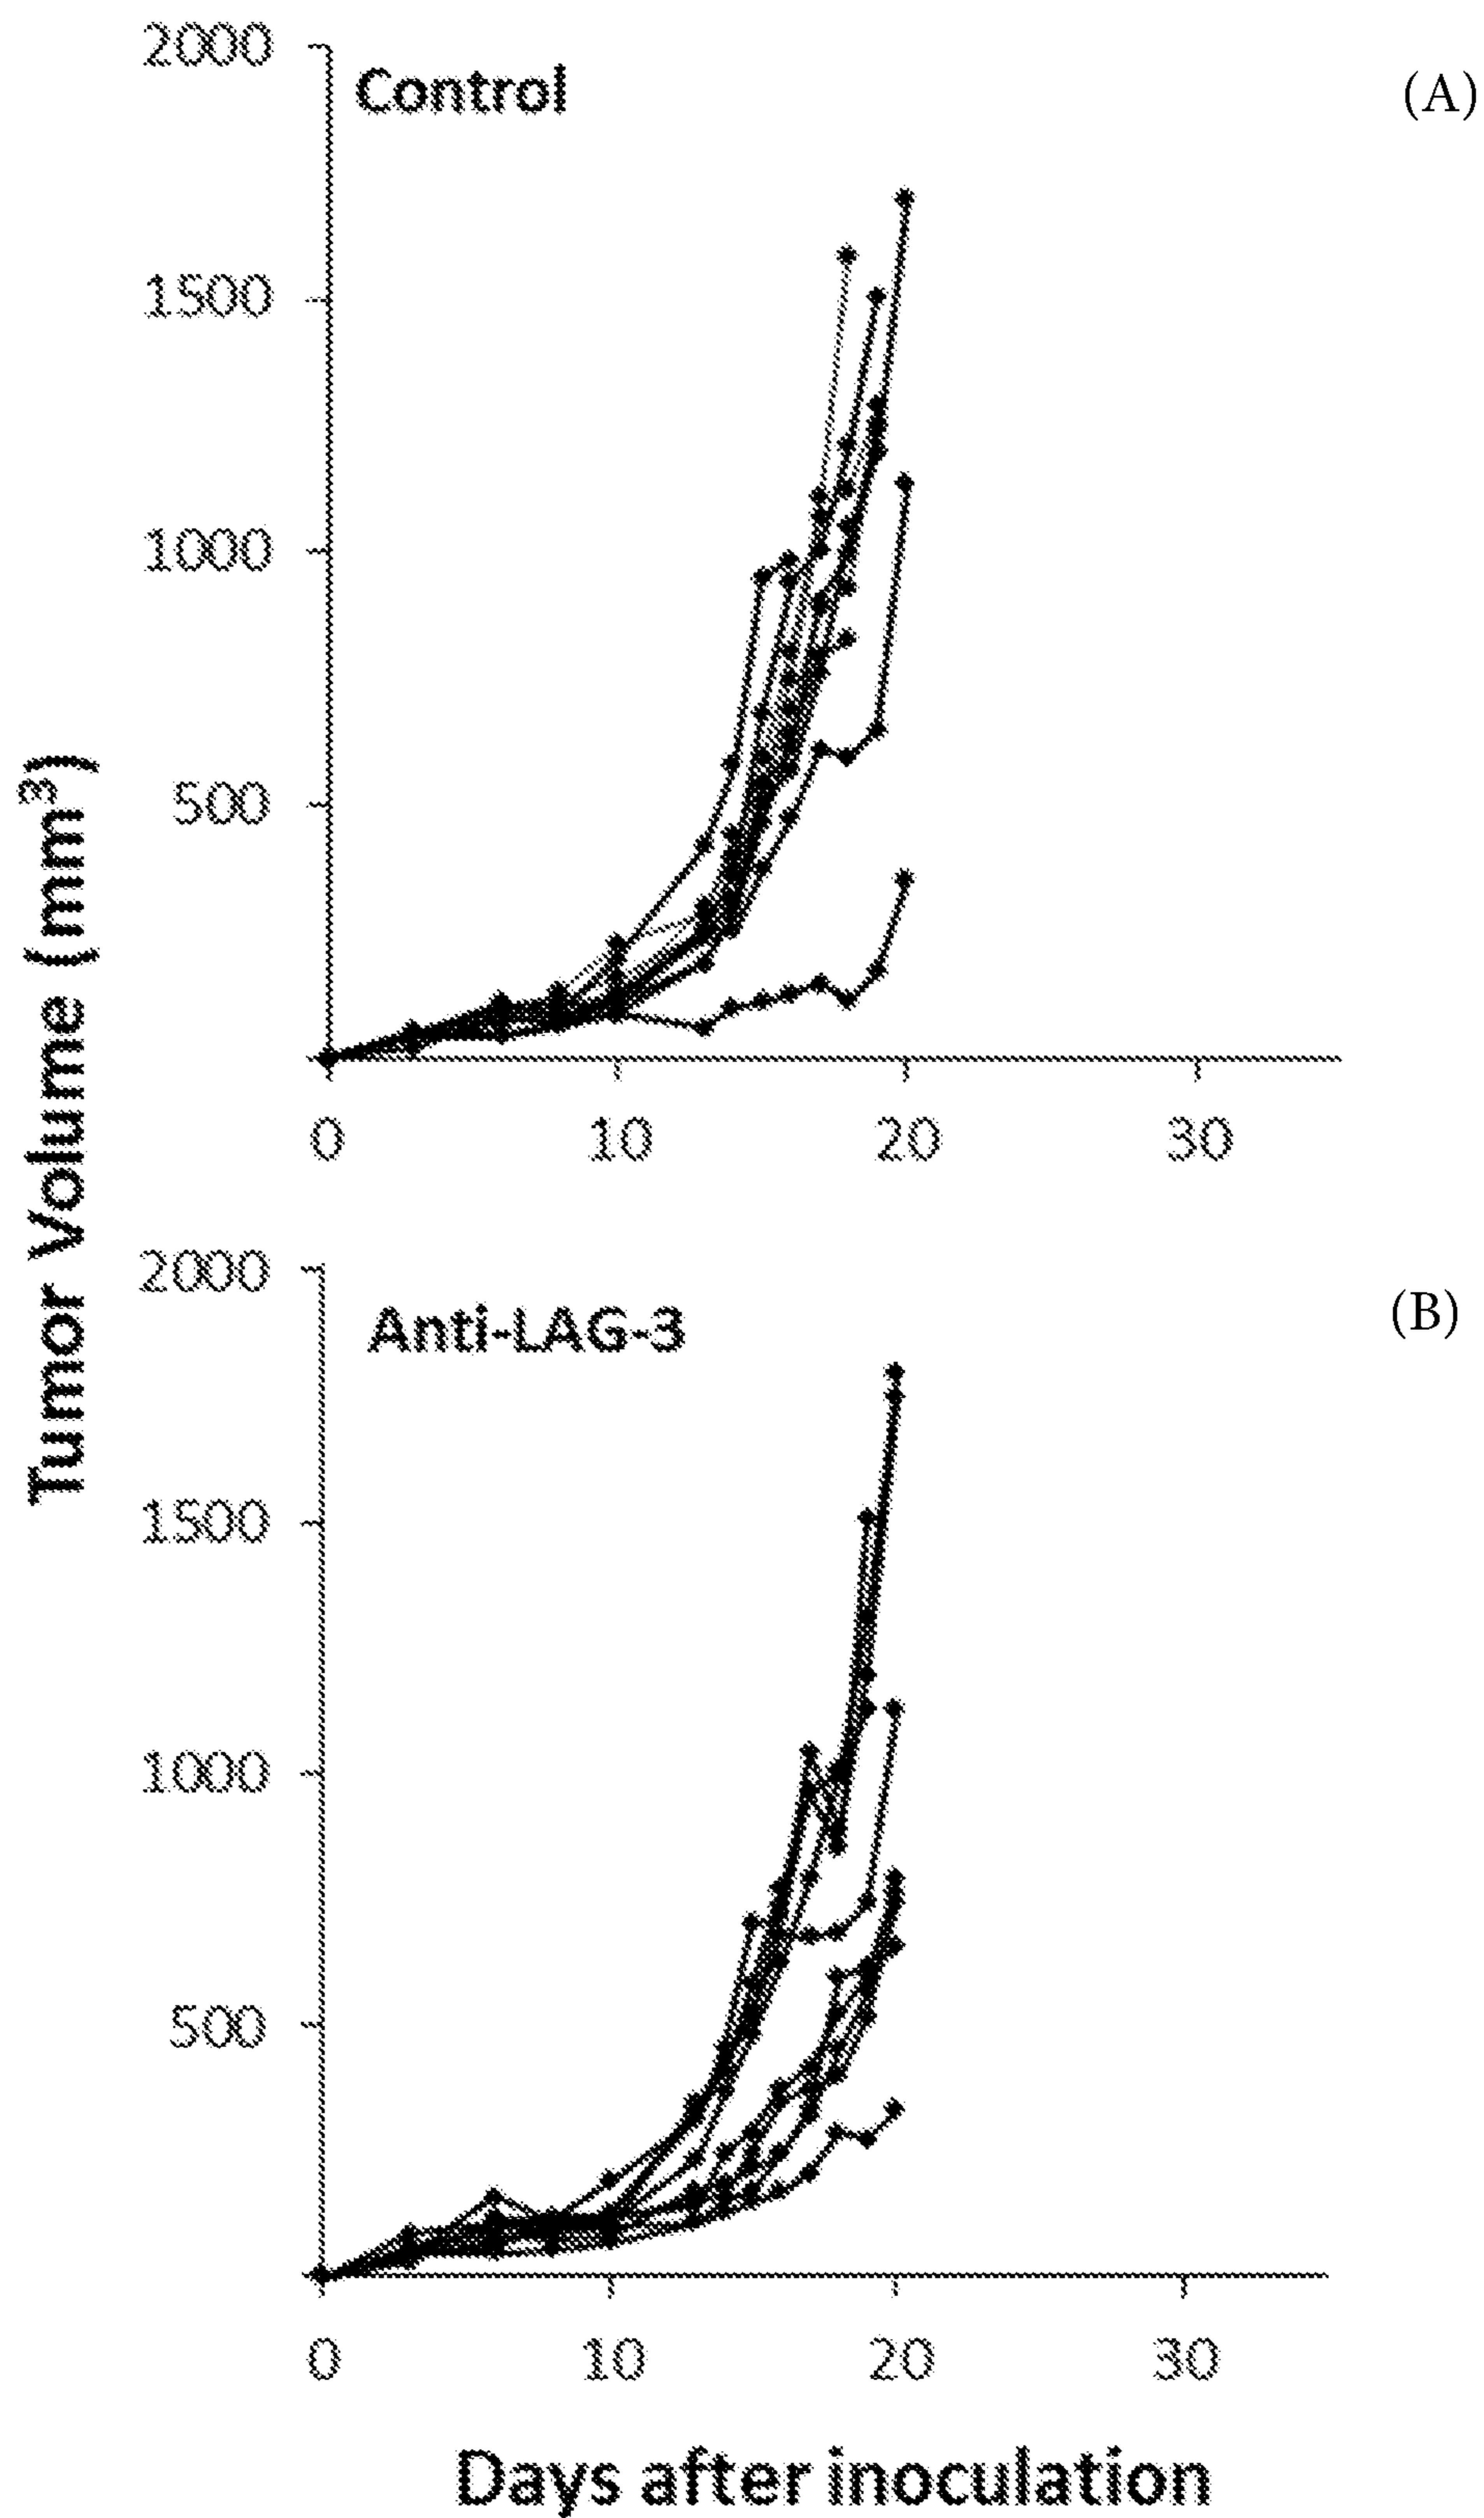 2000
Control
(A)
1500
1000
500
0 10 20 30
Tumor Volume (mm³)
2000
Anti-LAG-3
(B)
1500
1000
500
0 10 20 30
Days after inoculation